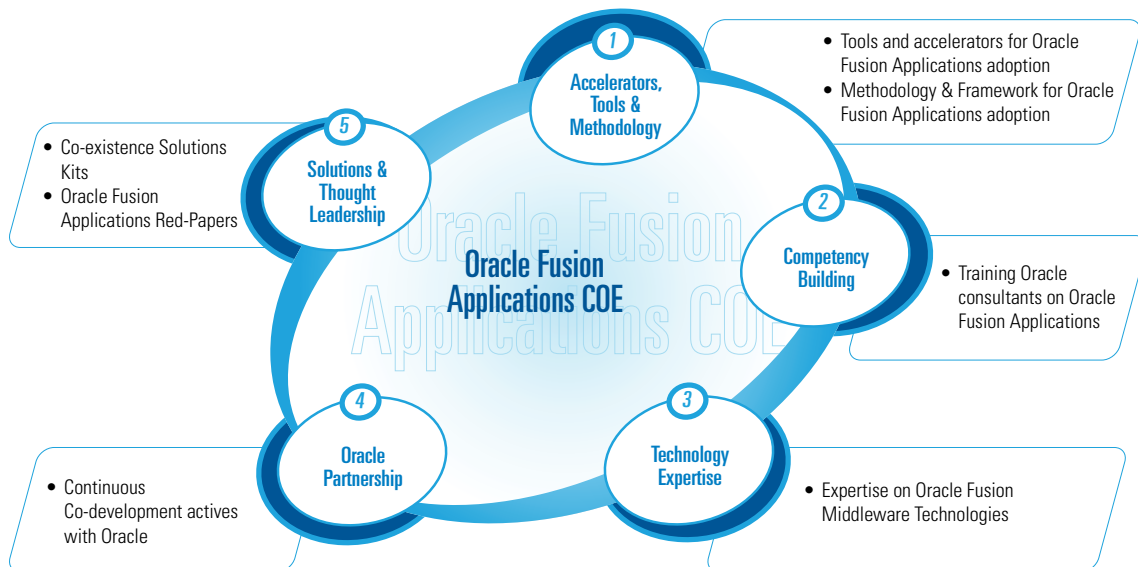 1
Accelerators,
Tools &
Methodology
• Tools and accelerators for Oracle
Fusion Applications adoption
• Methodology & Framework for Oracle
Fusion Applications adoption
2
Competency
Building
• Training Oracle
consultants on Oracle
Fusion Applications
3
Technology
Expertise
• Expertise on Oracle Fusion
Middleware Technologies
4
Oracle
Partnership
• Continuous
Co-development actives
with Oracle
5
Solutions &
Thought
Leadership
• Co-existence Solutions
Kits
• Oracle Fusion
Applications Red-Papers
Oracle Fusion
Applications COE
Oracle Fusion
Applications COE